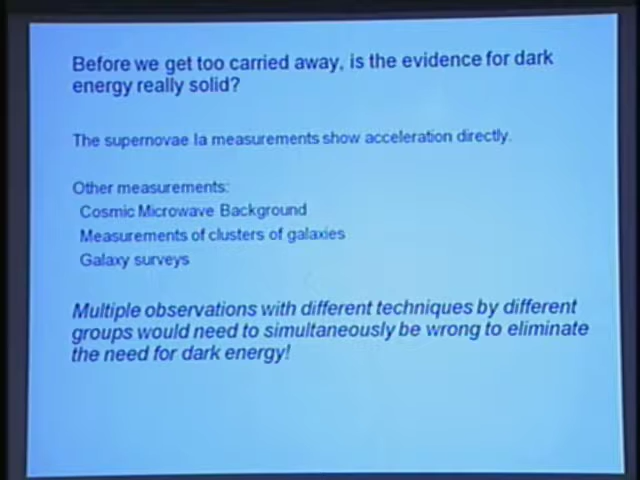 Before we get too carried away, is the evidence for dark
energy really solid?
The supernovae Ia measurements show acceleration directly.
Other measurements:
Cosmic Microwave Background
Measurements of clusters of galaxies
Galaxy surveys
Multiple observations with different techniques by different
groups would need to simultaneously be wrong to eliminate
the need for dark energy!